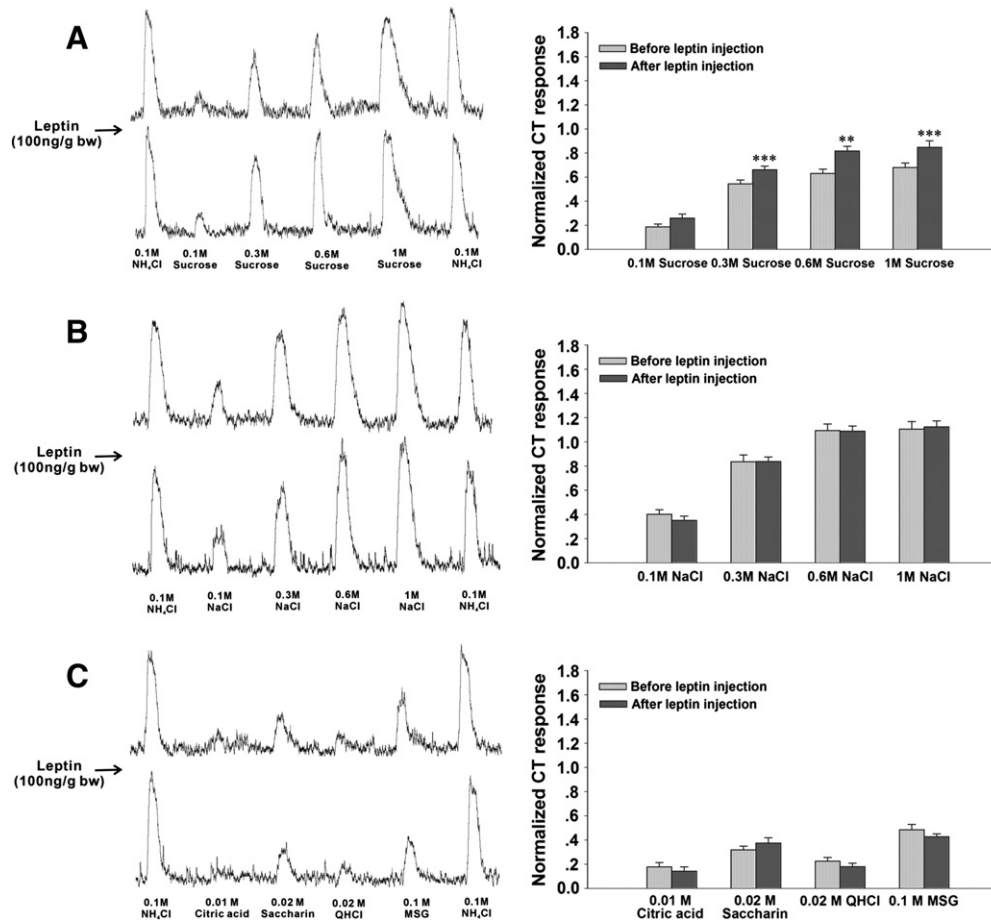 A
Leptin
(100ng/g bw)
0.1M 0.1M 0.3M 0.6M 1M 0.1M
NH₄Cl Sucrose Sucrose Sucrose Sucrose NH₄Cl
Normalized CT response
1.8
1.6
1.4
1.2
1.0
.8
.6
.4
.2
0.0
Before leptin injection
After leptin injection
*** ** ***
0.1M Sucrose 0.3M Sucrose 0.6M Sucrose 1M Sucrose
B
Leptin
(100ng/g bw)
0.1M 0.1M 0.3M 0.6M 1M 0.1M
NH₄Cl NaCl NaCl NaCl NaCl NH₄Cl
Normalized CT response
1.8
1.6
1.4
1.2
1.0
.8
.6
.4
.2
0.0
Before leptin injection
After leptin injection
0.1M NaCl 0.3M NaCl 0.6M NaCl 1M NaCl
C
Leptin
(100ng/g bw)
0.1M 0.01 M 0.02 M 0.02 M 0.1 M 0.1M
NH₄Cl Citric acid Saccharin QHCl MSG NH₄Cl
Normalized CT response
1.8
1.6
1.4
1.2
1.0
.8
.6
.4
.2
0.0
Before leptin injection
After leptin injection
0.01 M 0.02 M 0.02 M QHCl 0.1 M MSG
Citric acid Saccharin